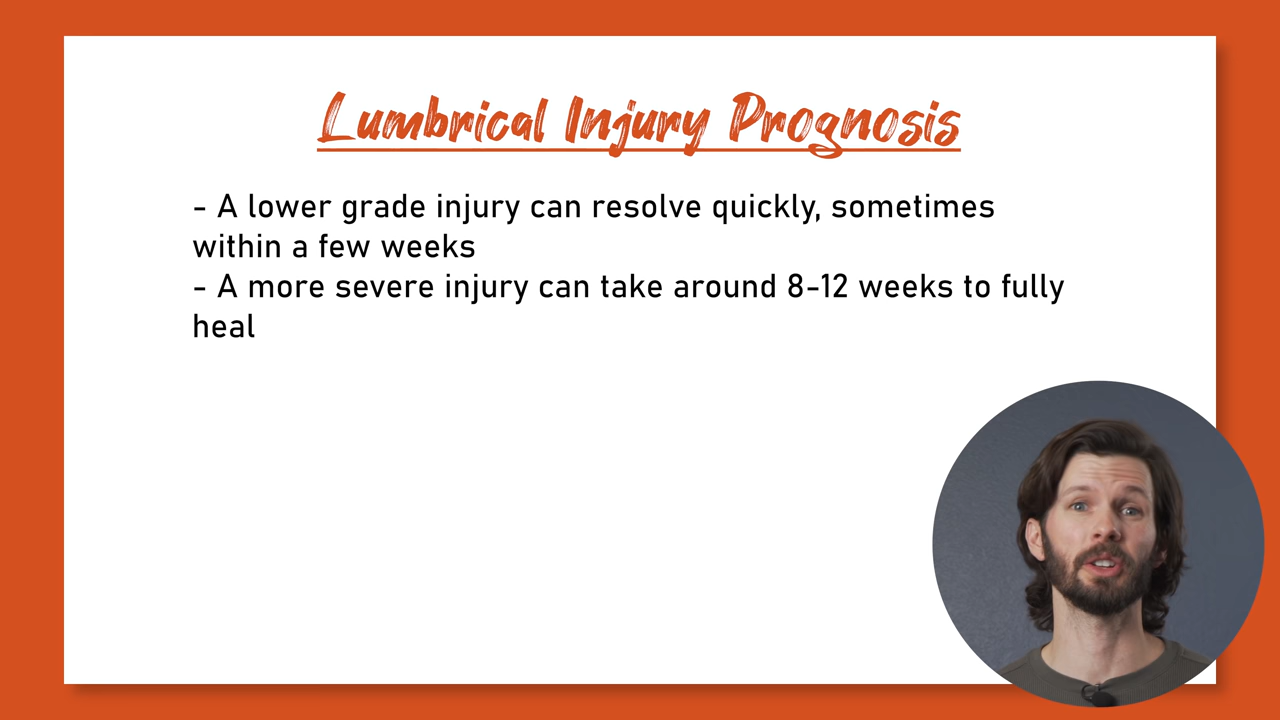 Lumbrical Injury Prognosis
- A lower grade injury can resolve quickly, sometimes
within a few weeks
- A more severe injury can take around 8-12 weeks to fully
heal